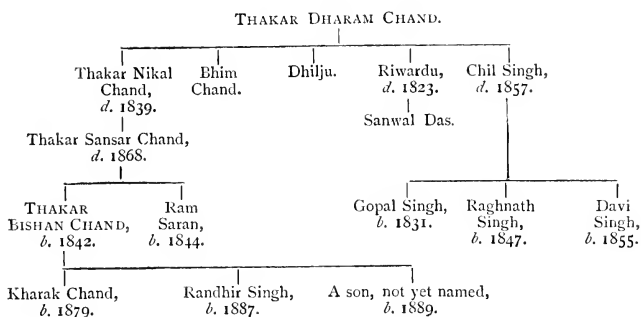 THAKAR DHARAM CHAND.
Thakar Nikal Chand, d. 1839.
Bhim Chand.
Dhilju.
Riwardu, d. 1823.
Chil Singh, d. 1857.
Sanwal Das.
Thakar Sansar Chand, d. 1868.
THAKAR BISHAN CHAND, b. 1842.
Ram Saran, b. 1844.
Gopal Singh, b. 1831.
Raghnath Singh, b. 1847.
Davi Singh, b. 1855.
Kharak Chand, b. 1879.
Randhir Singh, b. 1887.
A son, not yet named, b. 1889.